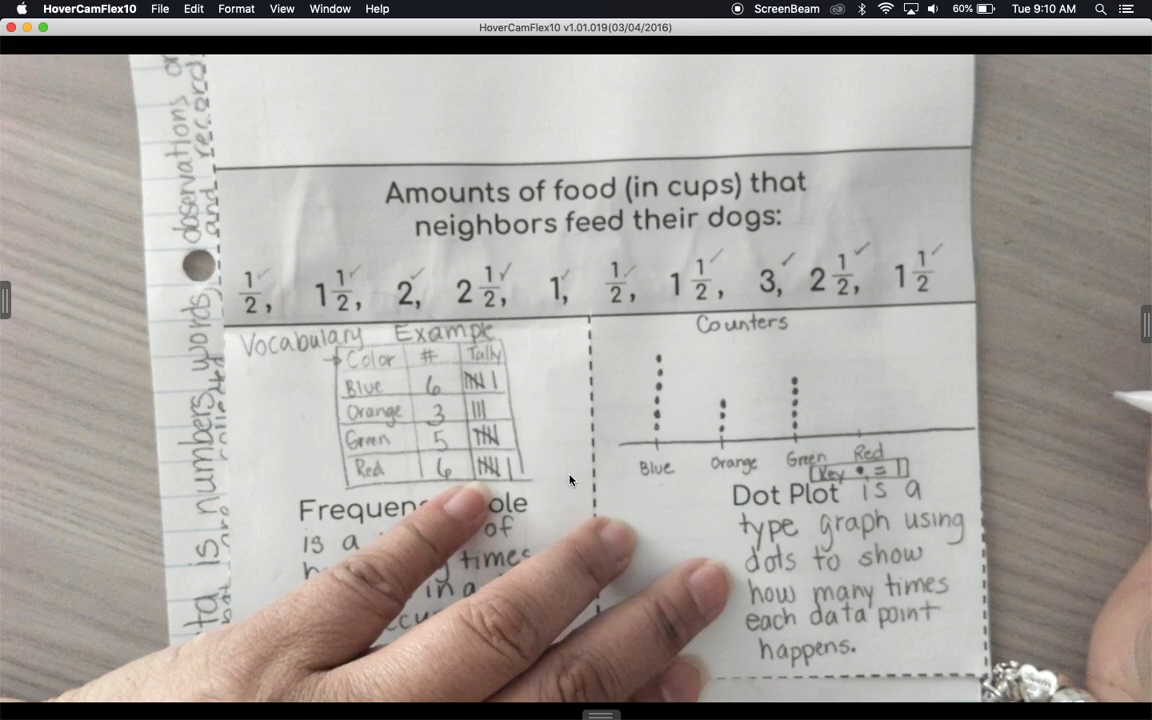 HoverCamFlex10 File Edit Format View Window Help ScreenBeam 60% Tue 9:10 AM
HoverCamFlex10 v1.01.019(03/04/2016)
Amounts of food (in cups) that
neighbors feed their dogs:
1/2, 1 1/2, 2, 2 1/2, 1, 1/2, 1 1/2, 3, 2 1/2, 1 1/2
Vocabulary Example
Color # Tally
Blue 6
Orange 3 |||
Green 5
Red 6
is a
of
times
in a
Counters
Blue Orange Green Red
Key • = 1
Dot Plot is a
type graph using
dots to show
how many times
each data point
happens.
is numbers, words,
observations
and record